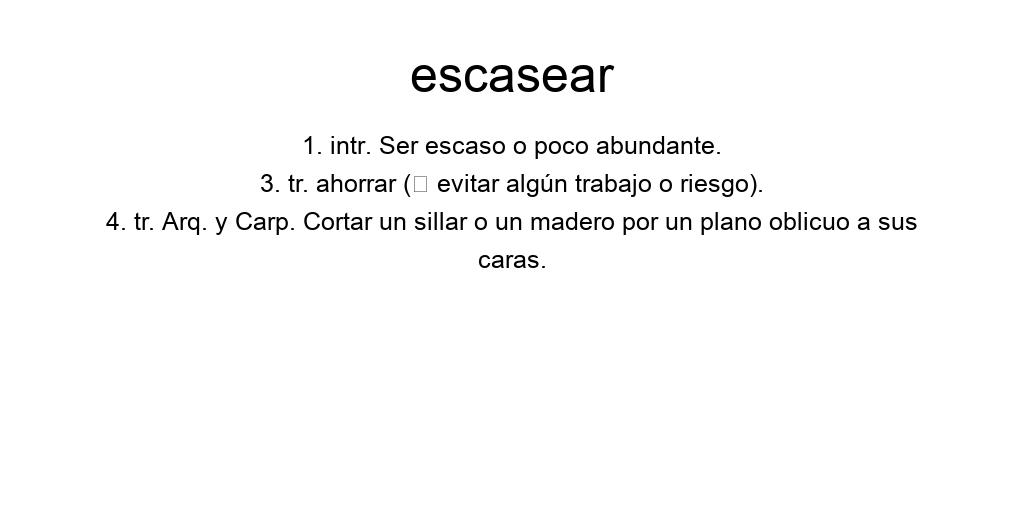 escasear
1. intr. Ser escaso o poco abundante.
3. tr. ahorrar (□ evitar algún trabajo o riesgo).
4. tr. Arq. y Carp. Cortar un sillar o un madero por un plano oblicuo a sus
caras.